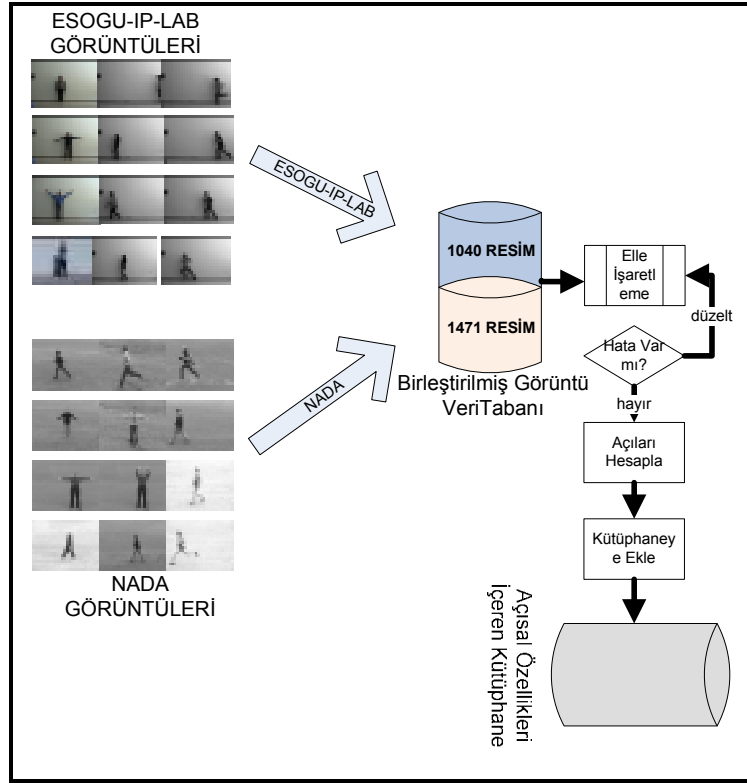 ESOGU-IP-LAB
GÖRÜNTÜLERİ
ESOGU-IP-LAB
1040 RESİM
1471 RESİM
Birleştirilmiş Görüntü
VeriTabanı
Elle
İşaretl
eme
düzelt
Hata Var
mı?
hayır
Açıları
Hesapla
Kütüphaney
e Ekle
NADA
NADA
GÖRÜNTÜLERİ
Açısal Özellikleri
İçeren Kütüphane